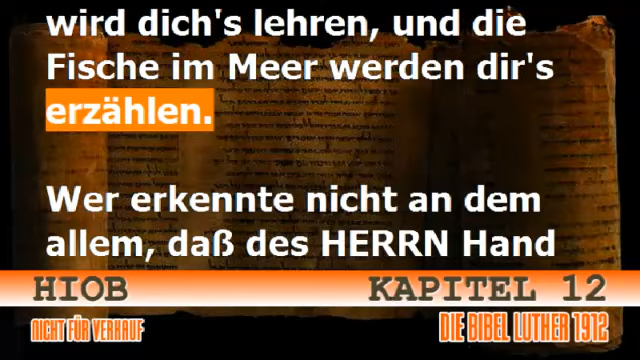 wird dich's lehren, und die
Fische im Meer werden dir's
erzählen.
Wer erkennte nicht an dem
allem, daß des HERRN Hand
HIOB KAPITEL 12
NICHT FÜR VERKAUF DIE BIBEL LUTHER 1912